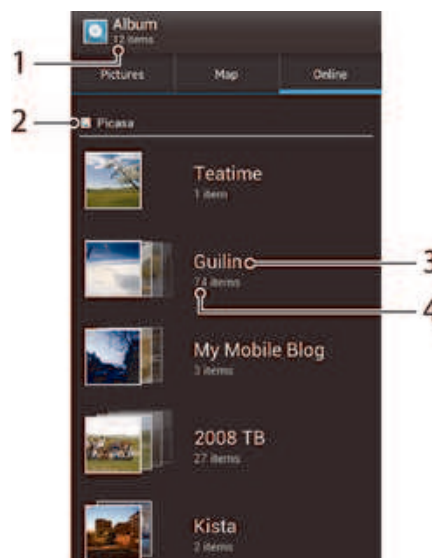 Album
12 items
1
Pictures Map Online
2
Picasa
Teatime
1 item
Guilin
3
74 items
4
My Mobile Blog
3 items
2008 TB
27 items
Kista
2 items